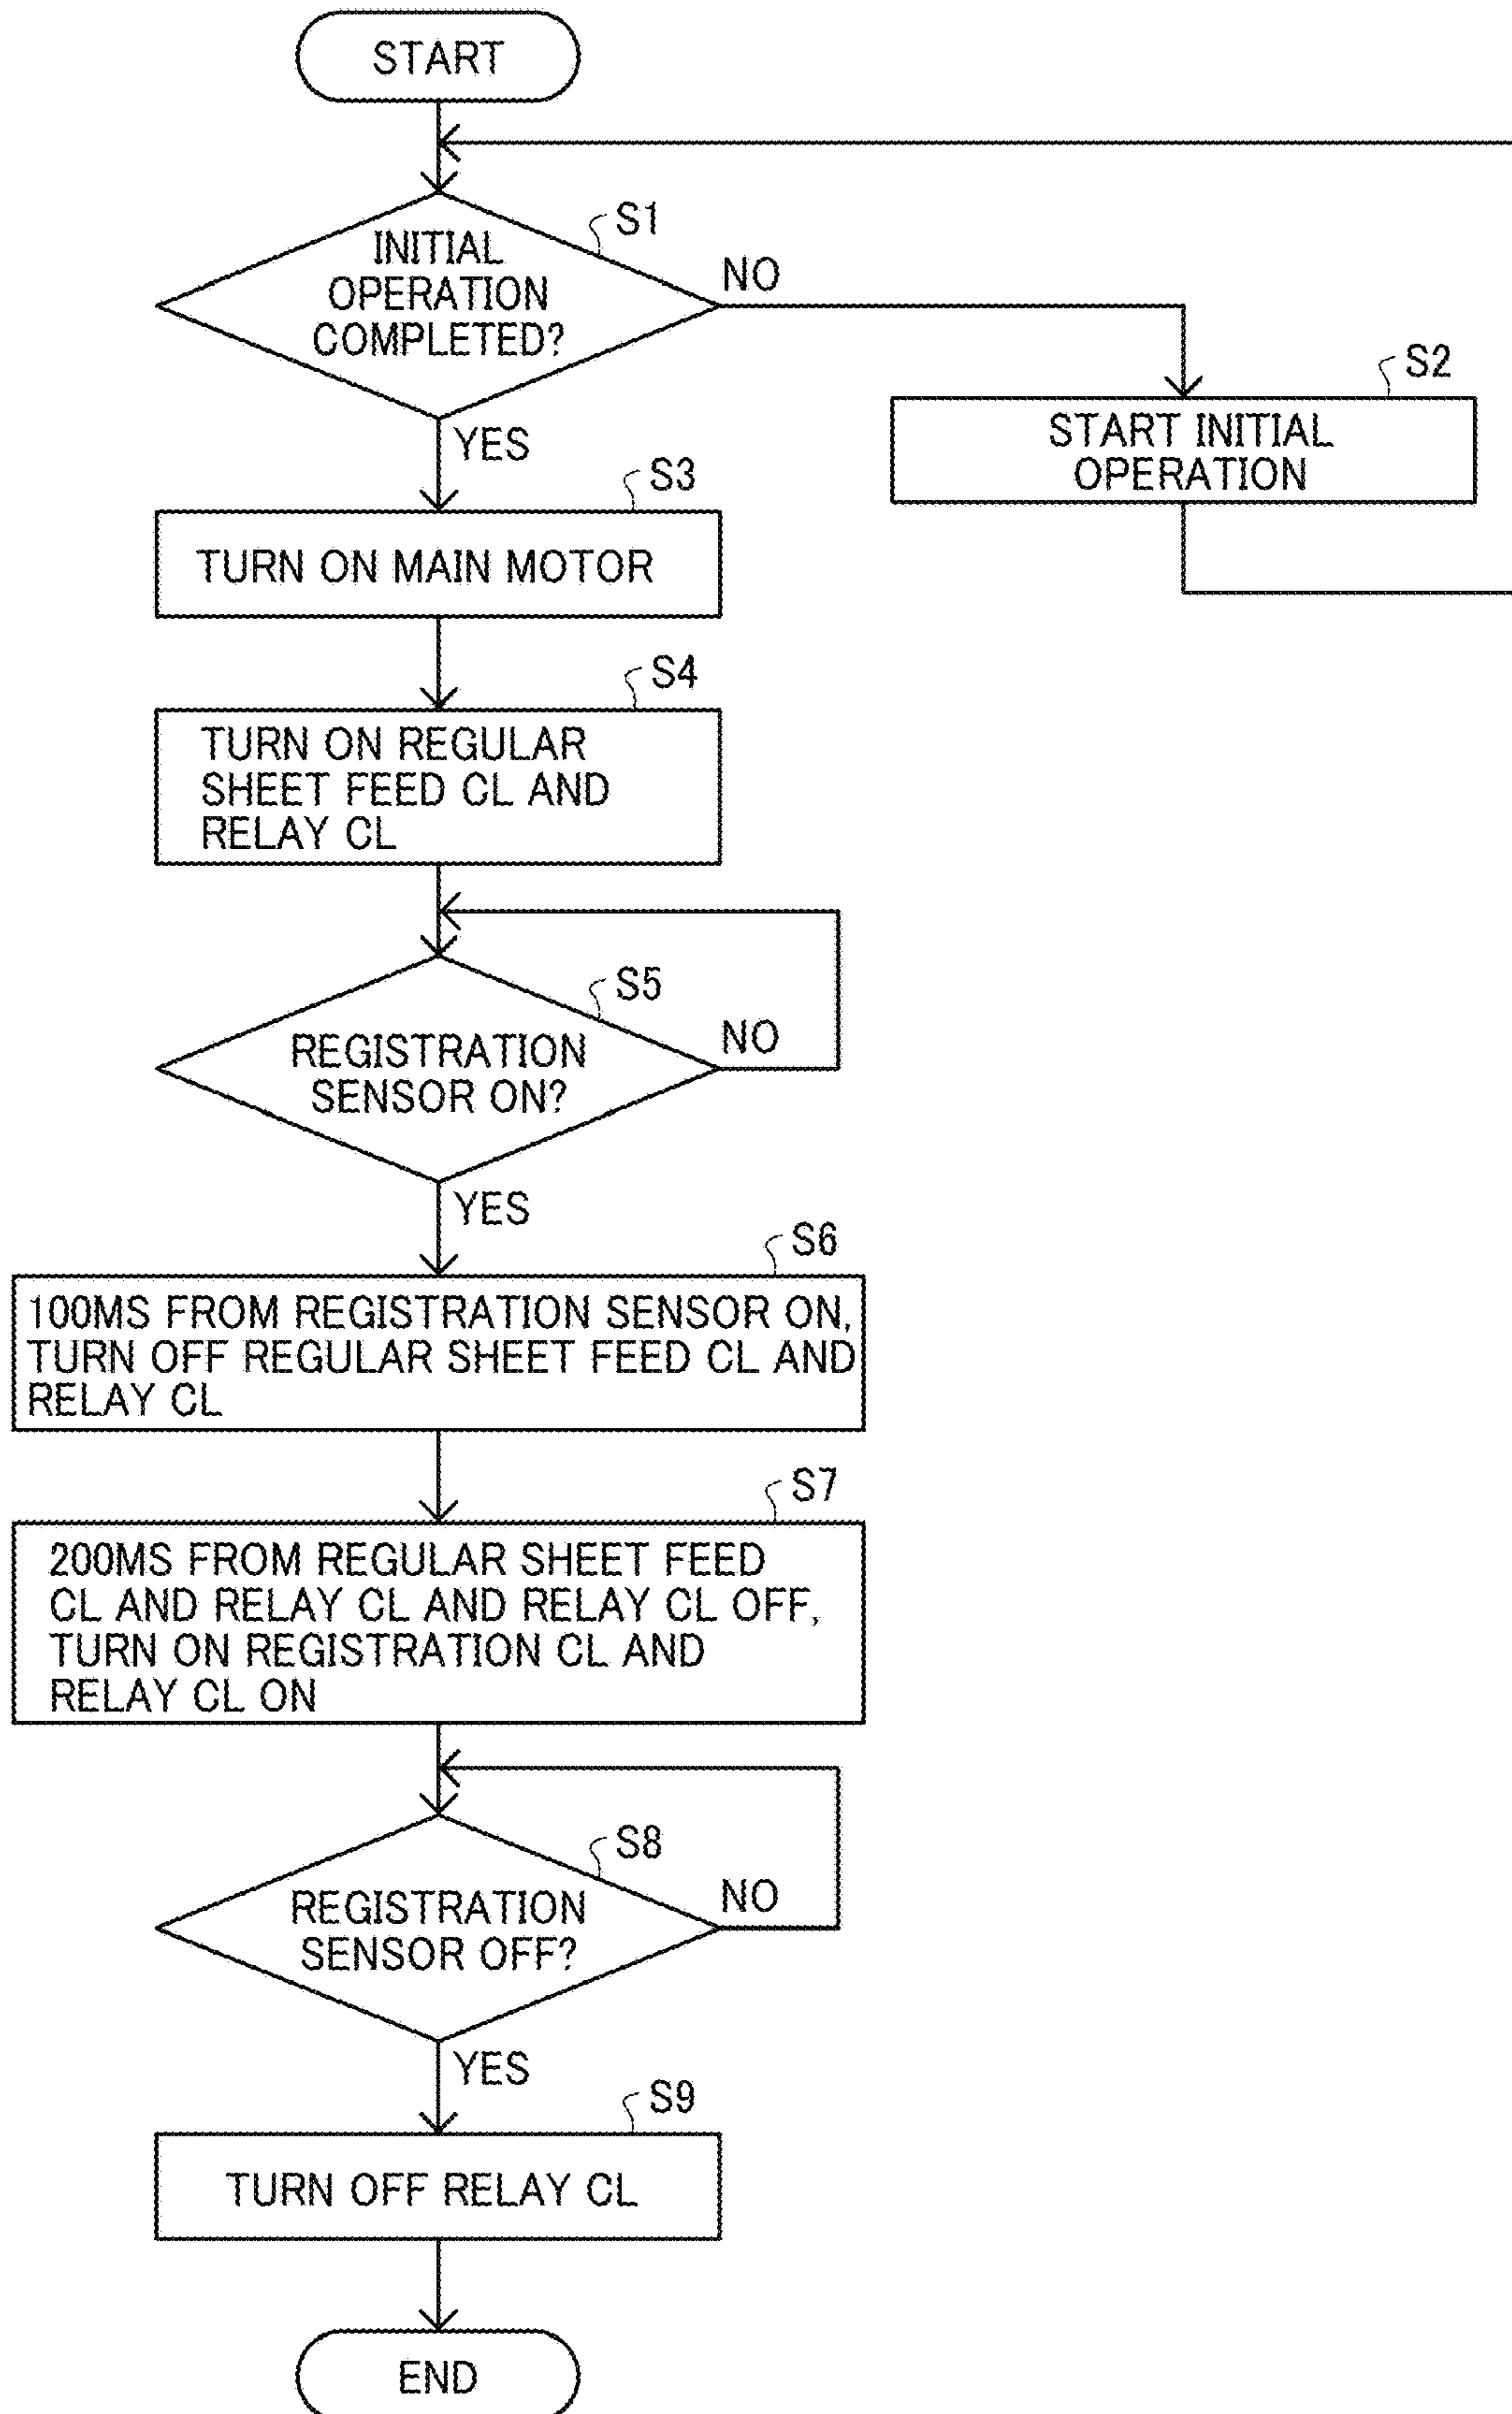 START
S1
INITIAL
OPERATION
COMPLETED?
NO
S2
START INITIAL
OPERATION
YES
S3
TURN ON MAIN MOTOR
S4
TURN ON REGULAR
SHEET FEED CL AND
RELAY CL
S5
REGISTRATION
SENSOR ON?
NO
YES
S6
100MS FROM REGISTRATION SENSOR ON,
TURN OFF REGULAR SHEET FEED CL AND
RELAY CL
S7
200MS FROM REGULAR SHEET FEED
CL AND RELAY CL AND RELAY CL OFF,
TURN ON REGISTRATION CL AND
RELAY CL ON
S8
REGISTRATION
SENSOR OFF?
NO
YES
S9
TURN OFF RELAY CL
END